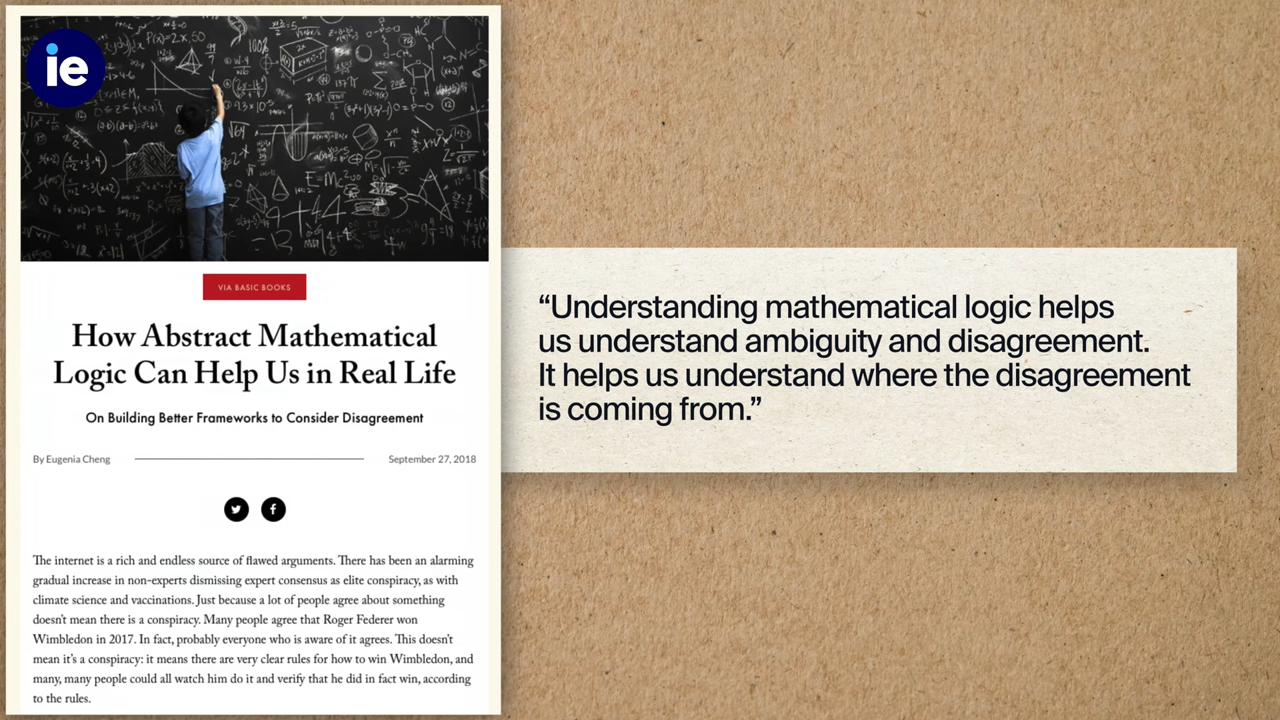 ie
VIA BASIC BOOKS
How Abstract Mathematical
Logic Can Help Us in Real Life
On Building Better Frameworks to Consider Disagreement
By Eugenia Cheng
September 27, 2018
The internet is a rich and endless source of flawed arguments. There has been an alarming
gradual increase in non-experts dismissing expert consensus as elite conspiracy, as with
climate science and vaccinations. Just because a lot of people agree about something
doesn't mean there is a conspiracy. Many people agree that Roger Federer won
Wimbledon in 2017. In fact, probably everyone who is aware of it agrees. This doesn't
mean it's a conspiracy: it means there are very clear rules for how to win Wimbledon, and
many, many people could all watch him do it and verify that he did in fact win, according
to the rules.
“Understanding mathematical logic helps
us understand ambiguity and disagreement.
It helps us understand where the disagreement
is coming from.”